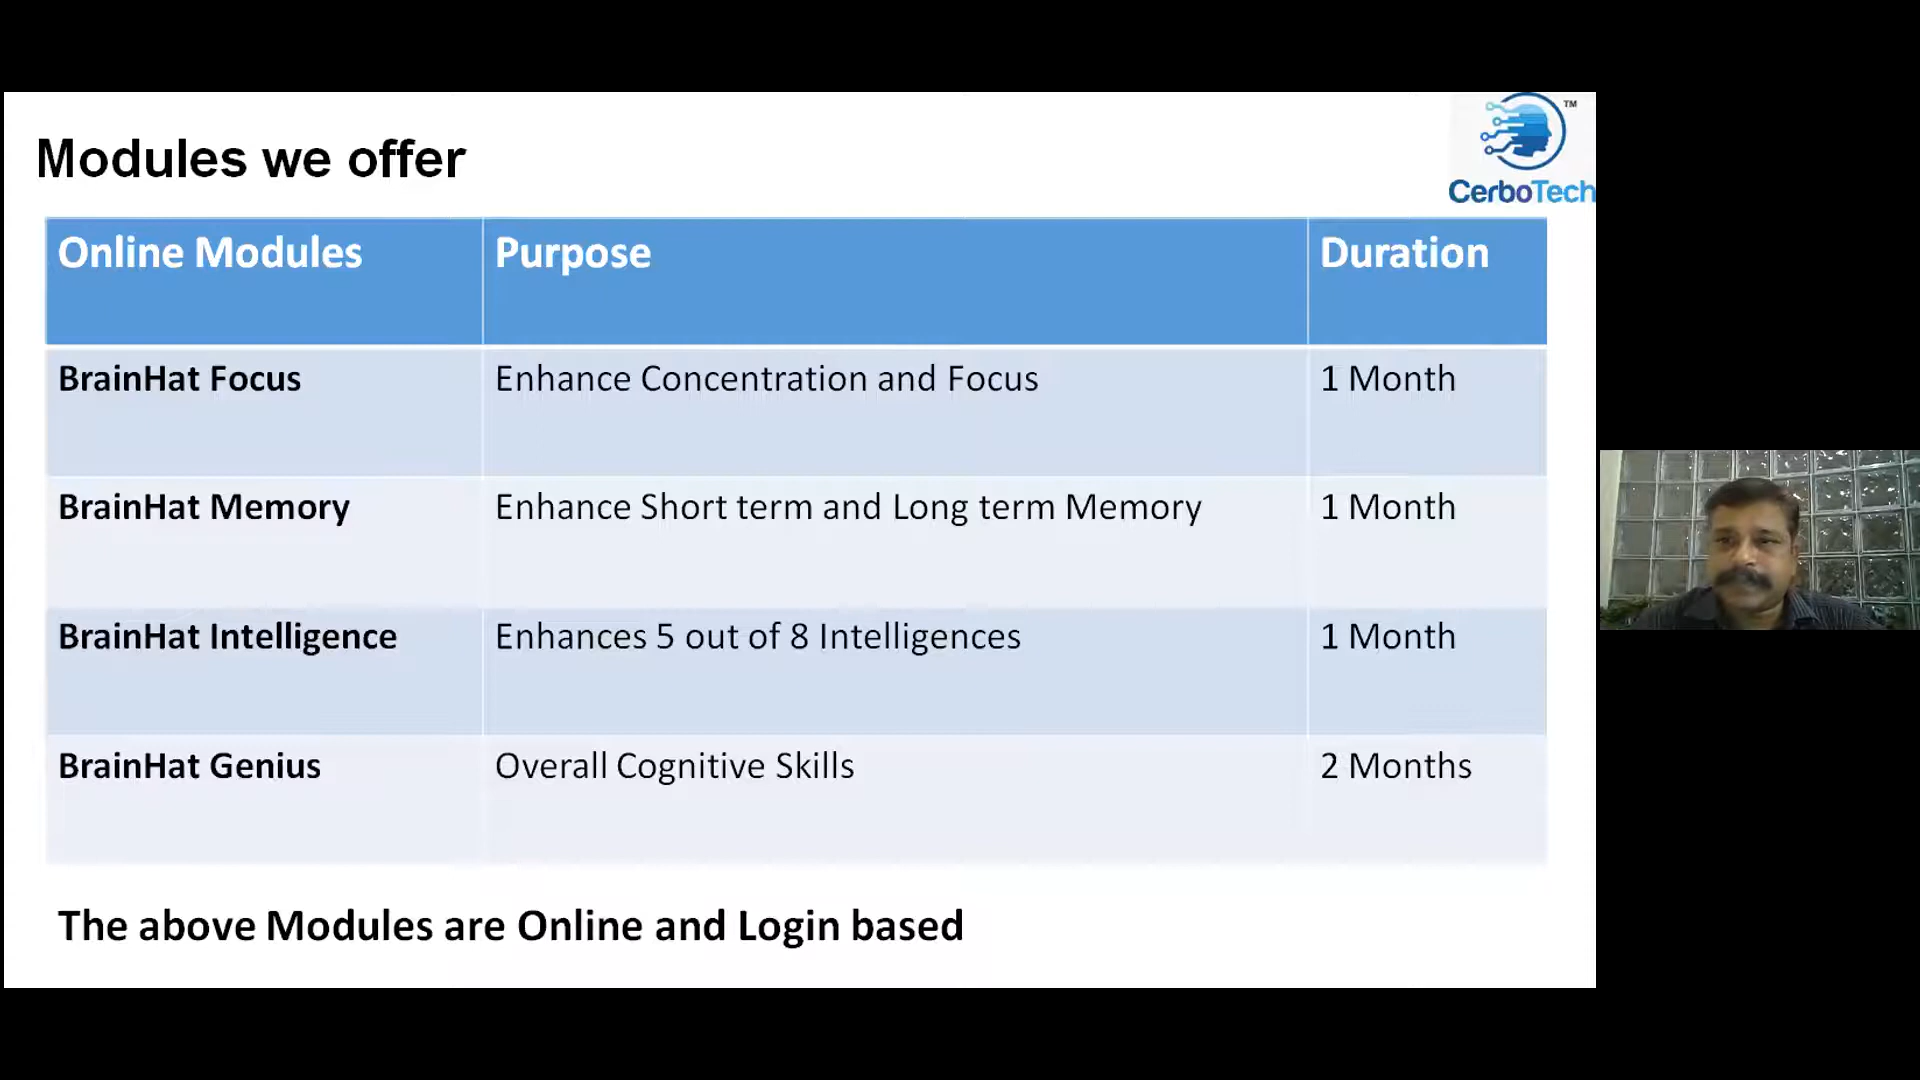 Modules we offer
TM
CerboTech
Online Modules Purpose Duration
BrainHat Focus Enhance Concentration and Focus 1 Month
BrainHat Memory Enhance Short term and Long term Memory 1 Month
BrainHat Intelligence Enhances 5 out of 8 Intelligences 1 Month
BrainHat Genius Overall Cognitive Skills 2 Months
The above Modules are Online and Login based